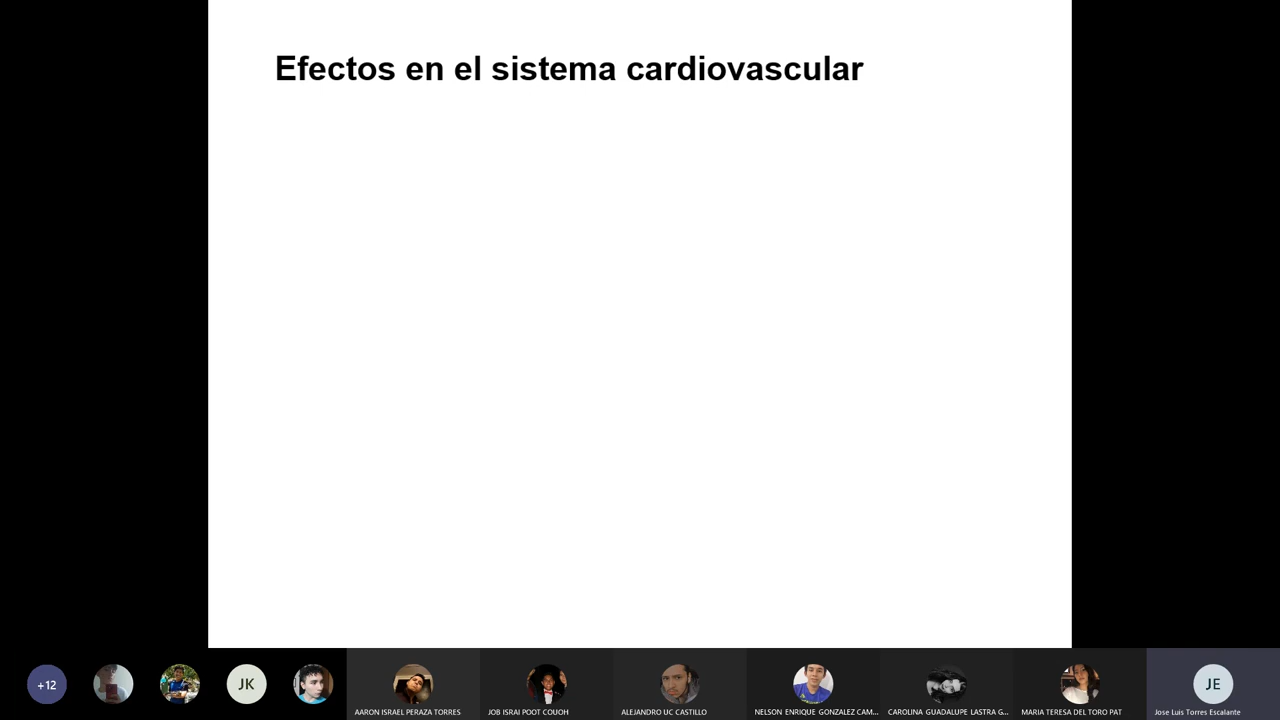 Efectos en el sistema cardiovascular
+12
JK
JE
AARON ISRAEL PERAZA TORRES
JOB ISRAI POOT COUOH
ALEJANDRO UC CASTILLO
NELSON ENRIQUE GONZALEZ CAM...
CAROLINA GUADALUPE LASTRA G...
MARIA TERESA DEL TORO PAT
Jose Luis Torres Escalante